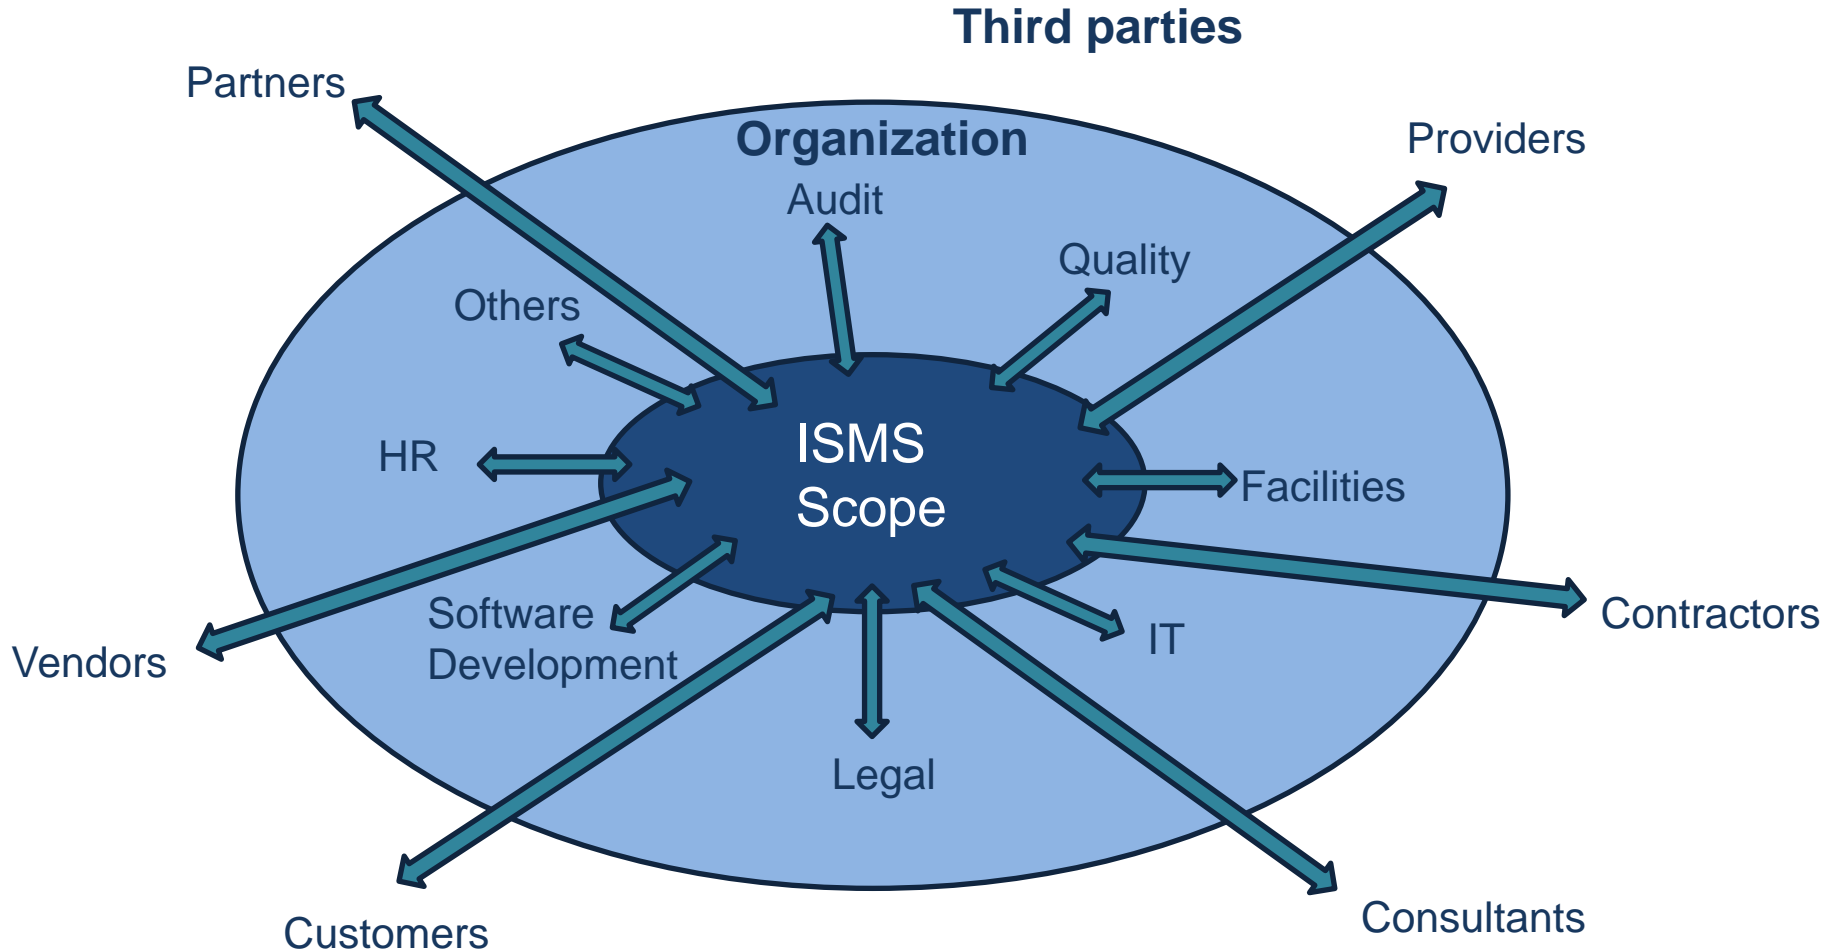 Third parties
Partners
Organization
Providers
Audit
Quality
Others
ISMS
Scope
HR
Facilities
Software
Development
IT
Contractors
Vendors
Legal
Customers
Consultants